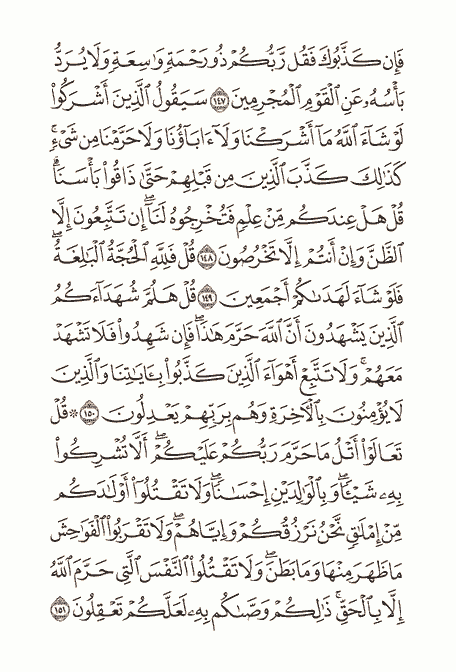 فَإِن كَذَّبُوكَ فَقُل رَّبُّكُمْ ذُو رَحْمَةٍ وَٰسِعَةٍ وَلَا يُرَدُّ
بَأْسُهُۥ عَنِ ٱلْقَوْمِ ٱلْمُجْرِمِينَ ١٤٧ سَيَقُولُ ٱلَّذِينَ أَشْرَكُوا۟
لَوْ شَآءَ ٱللَّهُ مَآ أَشْرَكْنَا وَلَآ ءَابَآؤُنَا وَلَا حَرَّمْنَا مِن شَىْءٍ ۚ
كَذَٰلِكَ كَذَّبَ ٱلَّذِينَ مِن قَبْلِهِمْ حَتَّىٰ ذَاقُوا۟ بَأْسَنَا ۗ
قُلْ هَلْ عِندَكُم مِّنْ عِلْمٍ فَتُخْرِجُوهُ لَنَآ ۖ إِن تَتَّبِعُونَ إِلَّا
ٱلظَّنَّ وَإِنْ أَنتُمْ إِلَّا تَخْرُصُونَ ١٤٨ قُلْ فَلِلَّهِ ٱلْحُجَّةُ ٱلْبَٰلِغَةُ ۖ
فَلَوْ شَآءَ لَهَدَىٰكُمْ أَجْمَعِينَ ١٤٩ قُلْ هَلُمَّ شُهَدَآءَكُمُ
ٱلَّذِينَ يَشْهَدُونَ أَنَّ ٱللَّهَ حَرَّمَ هَٰذَا ۖ فَإِن شَهِدُوا۟ فَلَا تَشْهَدْ
مَعَهُمْ ۚ وَلَا تَتَّبِعْ أَهْوَآءَ ٱلَّذِينَ كَذَّبُوا۟ بِـَٔايَٰتِنَا وَٱلَّذِينَ
لَا يُؤْمِنُونَ بِٱلْـَٔاخِرَةِ وَهُم بِرَبِّهِمْ يَعْدِلُونَ ١٥٠ ۞ قُلْ
تَعَالَوْا۟ أَتْلُ مَا حَرَّمَ رَبُّكُمْ عَلَيْكُمْ ۖ أَلَّا تُشْرِكُوا۟
بِهِۦ شَيْـًٔا ۖ وَبِٱلْوَٰلِدَيْنِ إِحْسَٰنًا ۖ وَلَا تَقْتُلُوٓا۟ أَوْلَٰدَكُم
مِّنْ إِمْلَٰقٍ ۖ نَّحْنُ نَرْزُقُكُمْ وَإِيَّاهُمْ ۖ وَلَا تَقْرَبُوا۟ ٱلْفَوَٰحِشَ
مَا ظَهَرَ مِنْهَا وَمَا بَطَنَ ۖ وَلَا تَقْتُلُوا۟ ٱلنَّفْسَ ٱلَّتِى حَرَّمَ ٱللَّهُ
إِلَّا بِٱلْحَقِّ ۚ ذَٰلِكُمْ وَصَّىٰكُم بِهِۦ لَعَلَّكُمْ تَعْقِلُونَ ١٥١